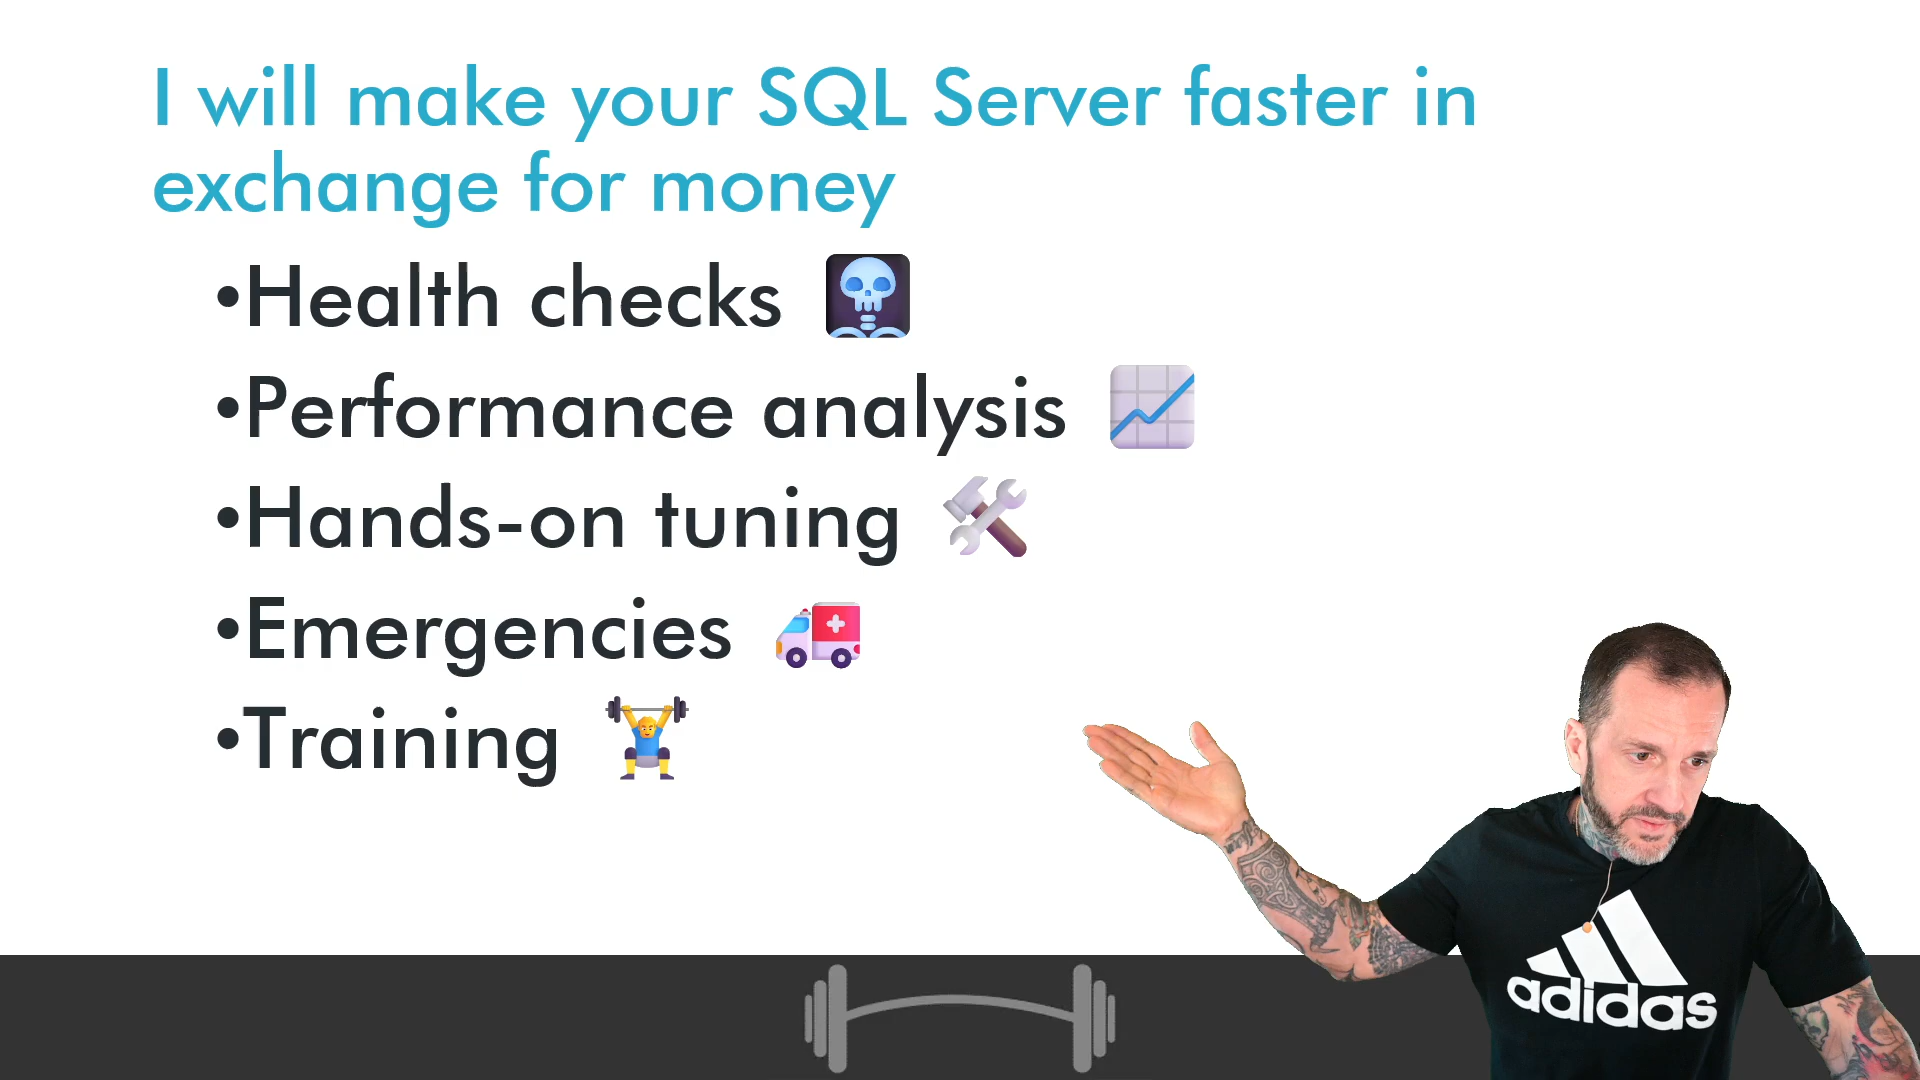 I will make your SQL Server faster in
exchange for money
•Health checks
•Performance analysis
•Hands-on tuning
•Emergencies
•Training
adidas